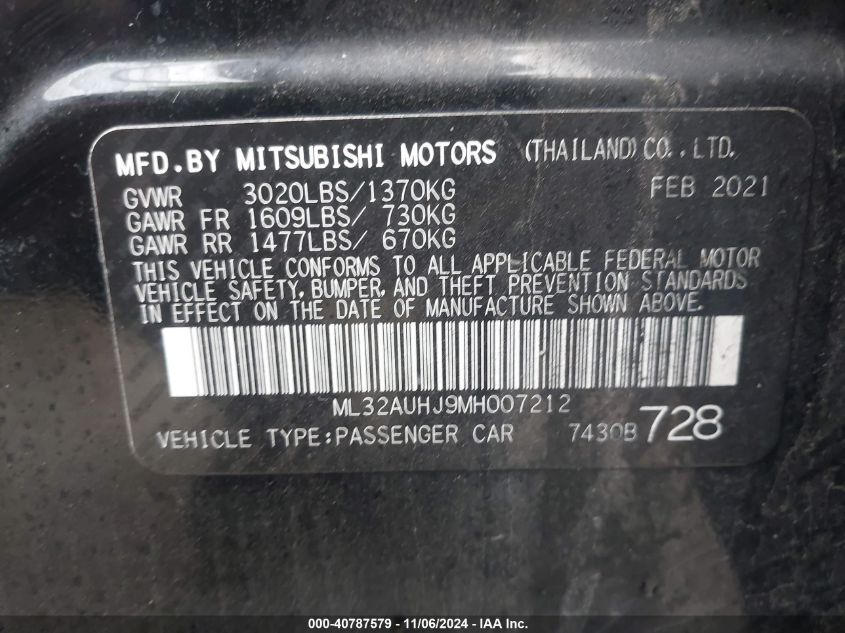 MFD.BY MITSUBISHI MOTORS (THAILAND) CO.,LTD.
GVWR 3020LBS/1370KG FEB 2021
GAWR FR 1609LBS/ 730KG
GAWR RR 1477LBS/ 670KG
THIS VEHICLE CONFORMS TO ALL APPLICABLE FEDERAL MOTOR
VEHICLE SAFETY, BUMPER, AND THEFT PREVENTION STANDARDS
IN EFFECT ON THE DATE OF MANUFACTURE SHOWN ABOVE.
ML32AUHJ9MH007212
VEHICLE TYPE:PASSENGER CAR 7430B 728
000-40787579 - 11/06/2024 - IAA Inc.